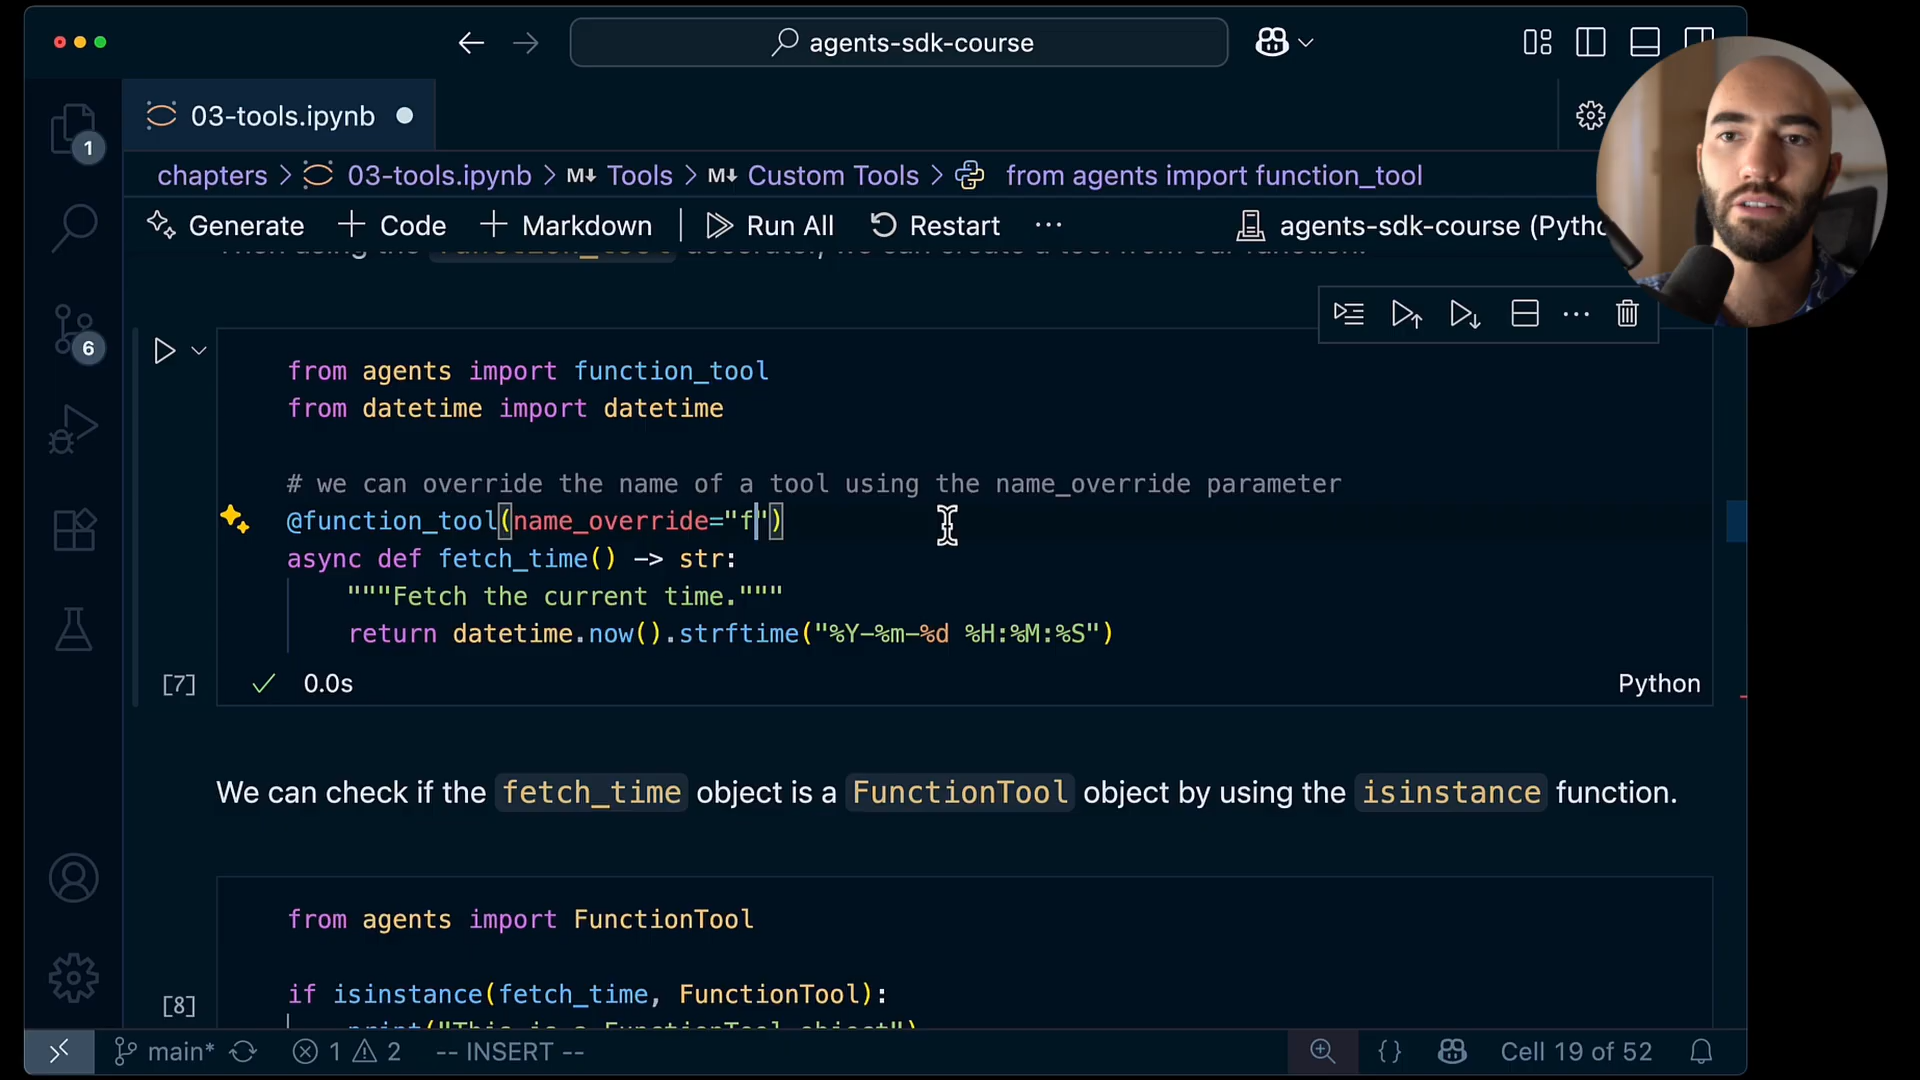 agents-sdk-course
03-tools.ipynb
1
chapters > 03-tools.ipynb > M↓ Tools > M↓ Custom Tools > from agents import function_tool
Generate + Code + Markdown | Run All Restart ...
agents-sdk-course (Pytho
from agents import function_tool
from datetime import datetime
# we can override the name of a tool using the name_override parameter
@function_tool(name_override="f")
async def fetch_time() -> str:
"""Fetch the current time."""
return datetime.now().strftime("%Y-%m-%d %H:%M:%S")
[7] ✓ 0.0s Python
6
We can check if the fetch_time object is a FunctionTool object by using the isinstance function.
from agents import FunctionTool
if isinstance(fetch_time, FunctionTool):
[8]
main* 1 2 -- INSERT -- {} Cell 19 of 52